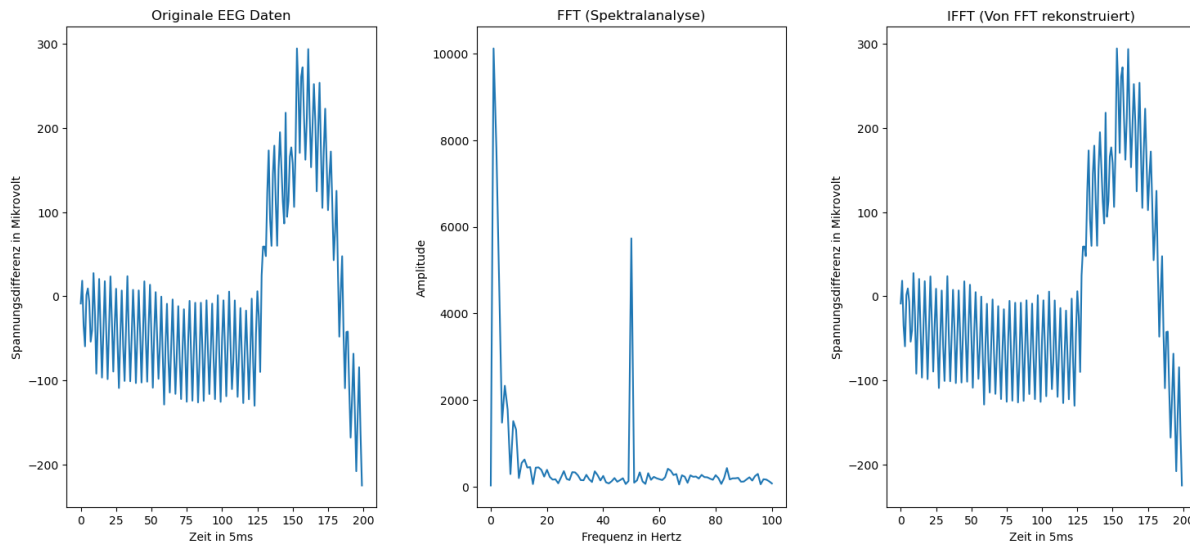 Originale EEG Daten
Spannungsdifferenz in Mikrovolt
300
200
100
0
−100
−200
0 25 50 75 100 125 150 175 200
Zeit in 5ms
FFT (Spektralanalyse)
Amplitude
10000
8000
6000
4000
2000
0
0 20 40 60 80 100
Frequenz in Hertz
IFFT (Von FFT rekonstruiert)
Spannungsdifferenz in Mikrovolt
300
200
100
0
−100
−200
0 25 50 75 100 125 150 175 200
Zeit in 5ms